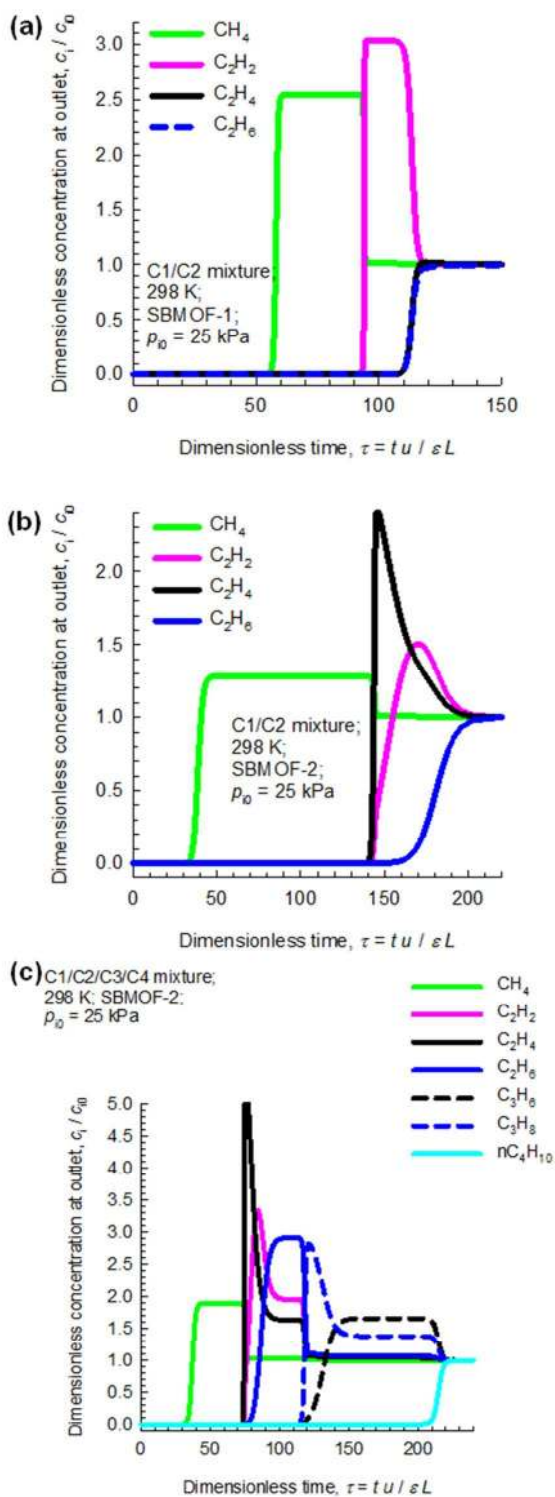 (a)
CH4
C2H2
C2H4
C2H6
Dimensionless concentration at outlet, ci / ci0
3.0
2.5
2.0
1.5
1.0
0.5
0.0
C1/C2 mixture;
298 K;
SBMOF-1;
pi0 = 25 kPa
0 50 100 150
Dimensionless time, τ = t u / ε L
(b)
CH4
C2H2
C2H4
C2H6
Dimensionless concentration at outlet, ci / ci0
2.0
1.5
1.0
0.5
0.0
C1/C2 mixture;
298 K;
SBMOF-2;
pi0 = 25 kPa
0 50 100 150 200
Dimensionless time, τ = t u / ε L
(c)
C1/C2/C3/C4 mixture;
298 K; SBMOF-2;
pi0 = 25 kPa
CH4
C2H2
C2H4
C2H6
C3H6
C3H8
nC4H10
Dimensionless concentration at outlet, ci / ci0
5.0
4.5
4.0
3.5
3.0
2.5
2.0
1.5
1.0
0.5
0.0
0 50 100 150 200
Dimensionless time, τ = t u / ε L